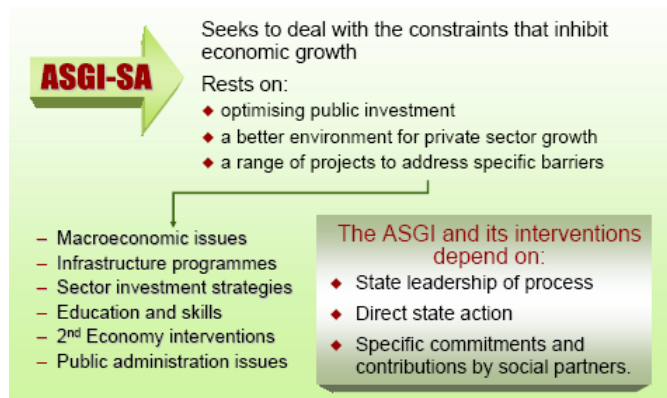 ASGI-SA
Seeks to deal with the constraints that inhibit
economic growth
Rests on:
◆ optimising public investment
◆ a better environment for private sector growth
◆ a range of projects to address specific barriers
– Macroeconomic issues
– Infrastructure programmes
– Sector investment strategies
– Education and skills
– 2nd Economy interventions
– Public administration issues
The ASGI and its interventions
depend on:
◆ State leadership of process
◆ Direct state action
◆ Specific commitments and
contributions by social partners.